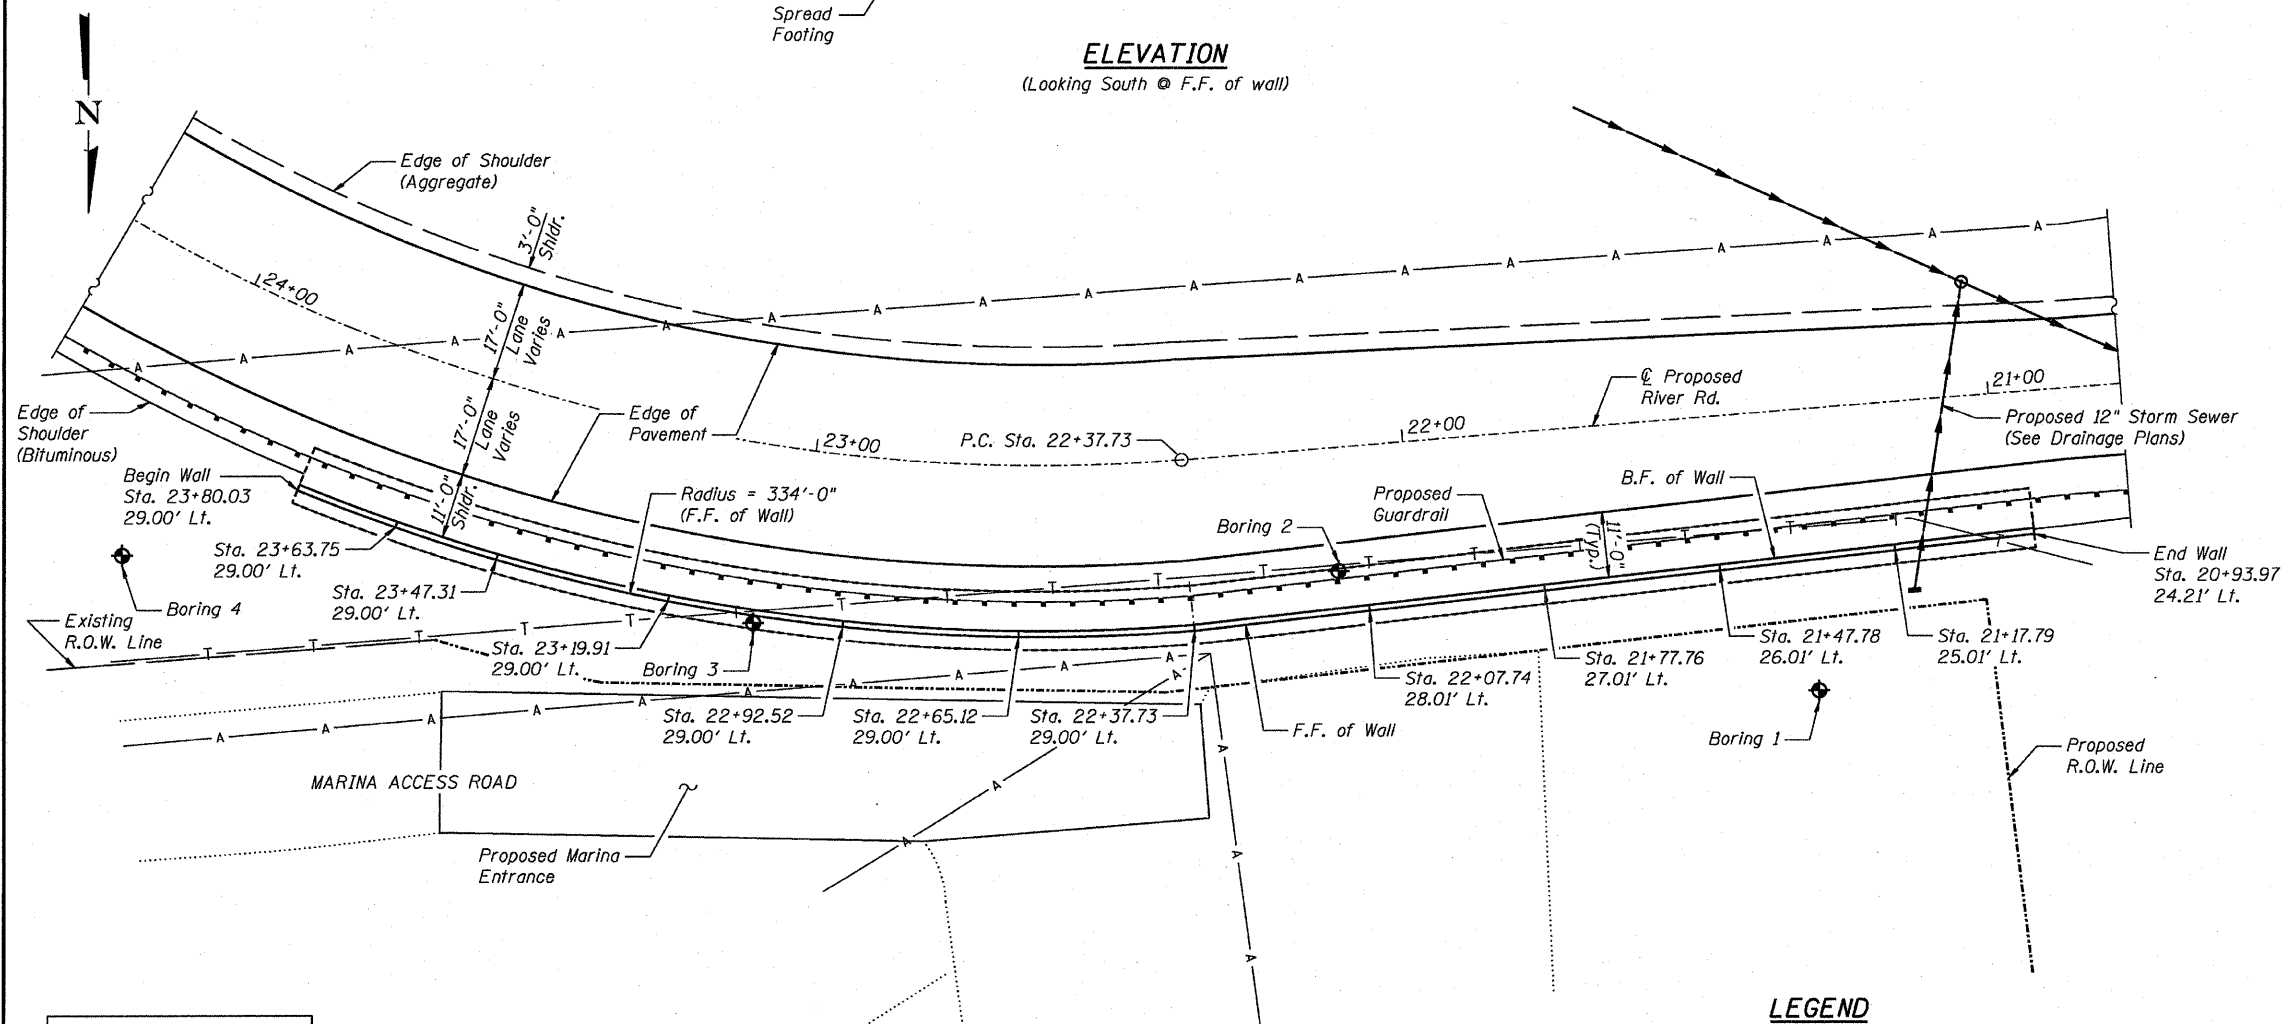 Spread
Footing
ELEVATION
(Looking South @ F.F. of wall)
N
Edge of Shoulder
(Aggregate)
3'-0"
Shldr.
24+00
17'-0"
Lane
Varies
17'-0"
Lane
Varies
11'-0"
Shldr.
Edge of
Shoulder
(Bituminous)
Edge of
Pavement
23+00
P.C. Sta. 22+37.73
22+00
℄ Proposed
River Rd.
21+00
Proposed 12" Storm Sewer
(See Drainage Plans)
Begin Wall
Sta. 23+80.03
29.00' Lt.
Radius = 334'-0"
(F.F. of Wall)
Boring 2
Proposed
Guardrail
B.F. of Wall
11'-0"
(Typ.)
End Wall
Sta. 20+93.97
24.21' Lt.
Sta. 23+63.75
29.00' Lt.
Sta. 23+47.31
29.00' Lt.
Boring 4
Existing
R.O.W. Line
Sta. 23+19.91
29.00' Lt.
Boring 3
Sta. 22+92.52
29.00' Lt.
Sta. 22+65.12
29.00' Lt.
Sta. 22+37.73
29.00' Lt.
F.F. of Wall
Sta. 22+07.74
28.01' Lt.
Sta. 21+77.76
27.01' Lt.
Sta. 21+47.78
26.01' Lt.
Sta. 21+17.79
25.01' Lt.
Boring 1
Proposed
R.O.W. Line
MARINA ACCESS ROAD
Proposed Marina
Entrance
LEGEND